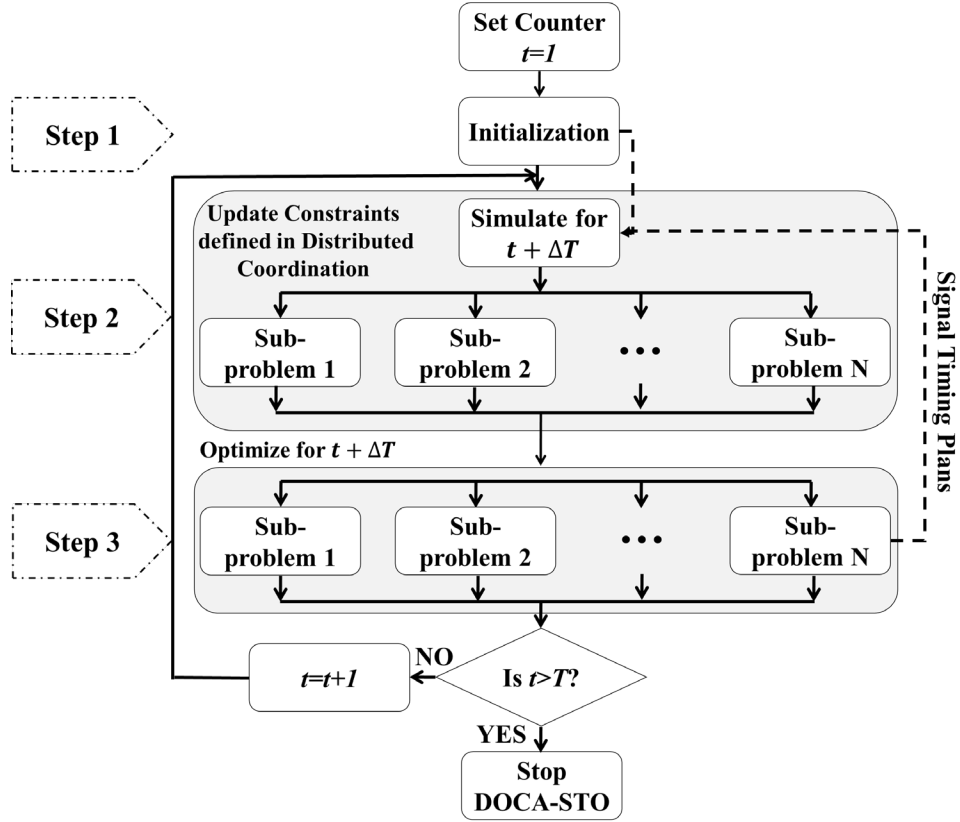 Set Counter
t=1
Step 1
Initialization
Update Constraints
defined in Distributed
Coordination
Simulate for
t + ΔT
Step 2
Sub-
problem 1
Sub-
problem 2
•••
Sub-
problem N
Signal Timing Plans
Optimize for t + ΔT
Step 3
Sub-
problem 1
Sub-
problem 2
•••
Sub-
problem N
t=t+1
NO
Is t>T?
YES
Stop
DOCA-STO